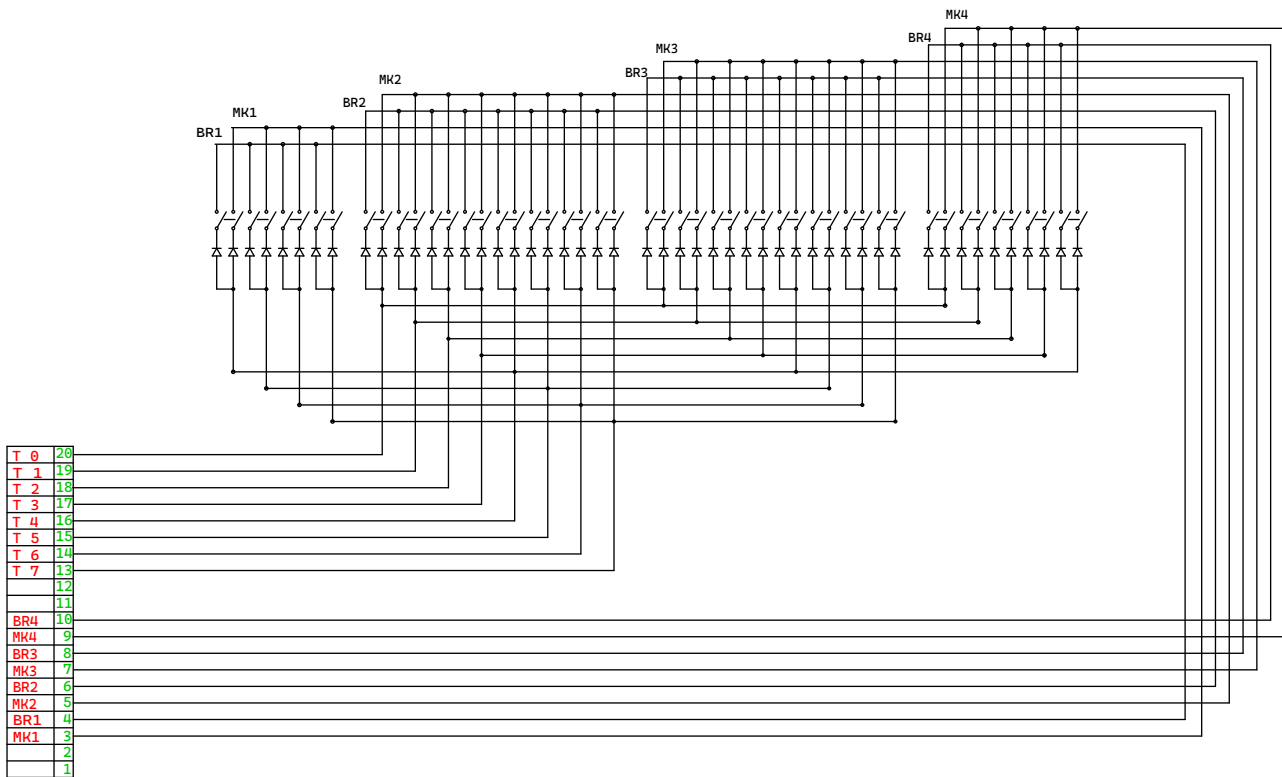 MK4
BR4
MK3
BR3
MK2
BR2
MK1
BR1
T 0 20
T 1 19
T 2 18
T 3 17
T 4 16
T 5 15
T 6 14
T 7 13
12
11
BR4 10
MK4 9
BR3 8
MK3 7
BR2 6
MK2 5
BR1 4
MK1 3
2
1